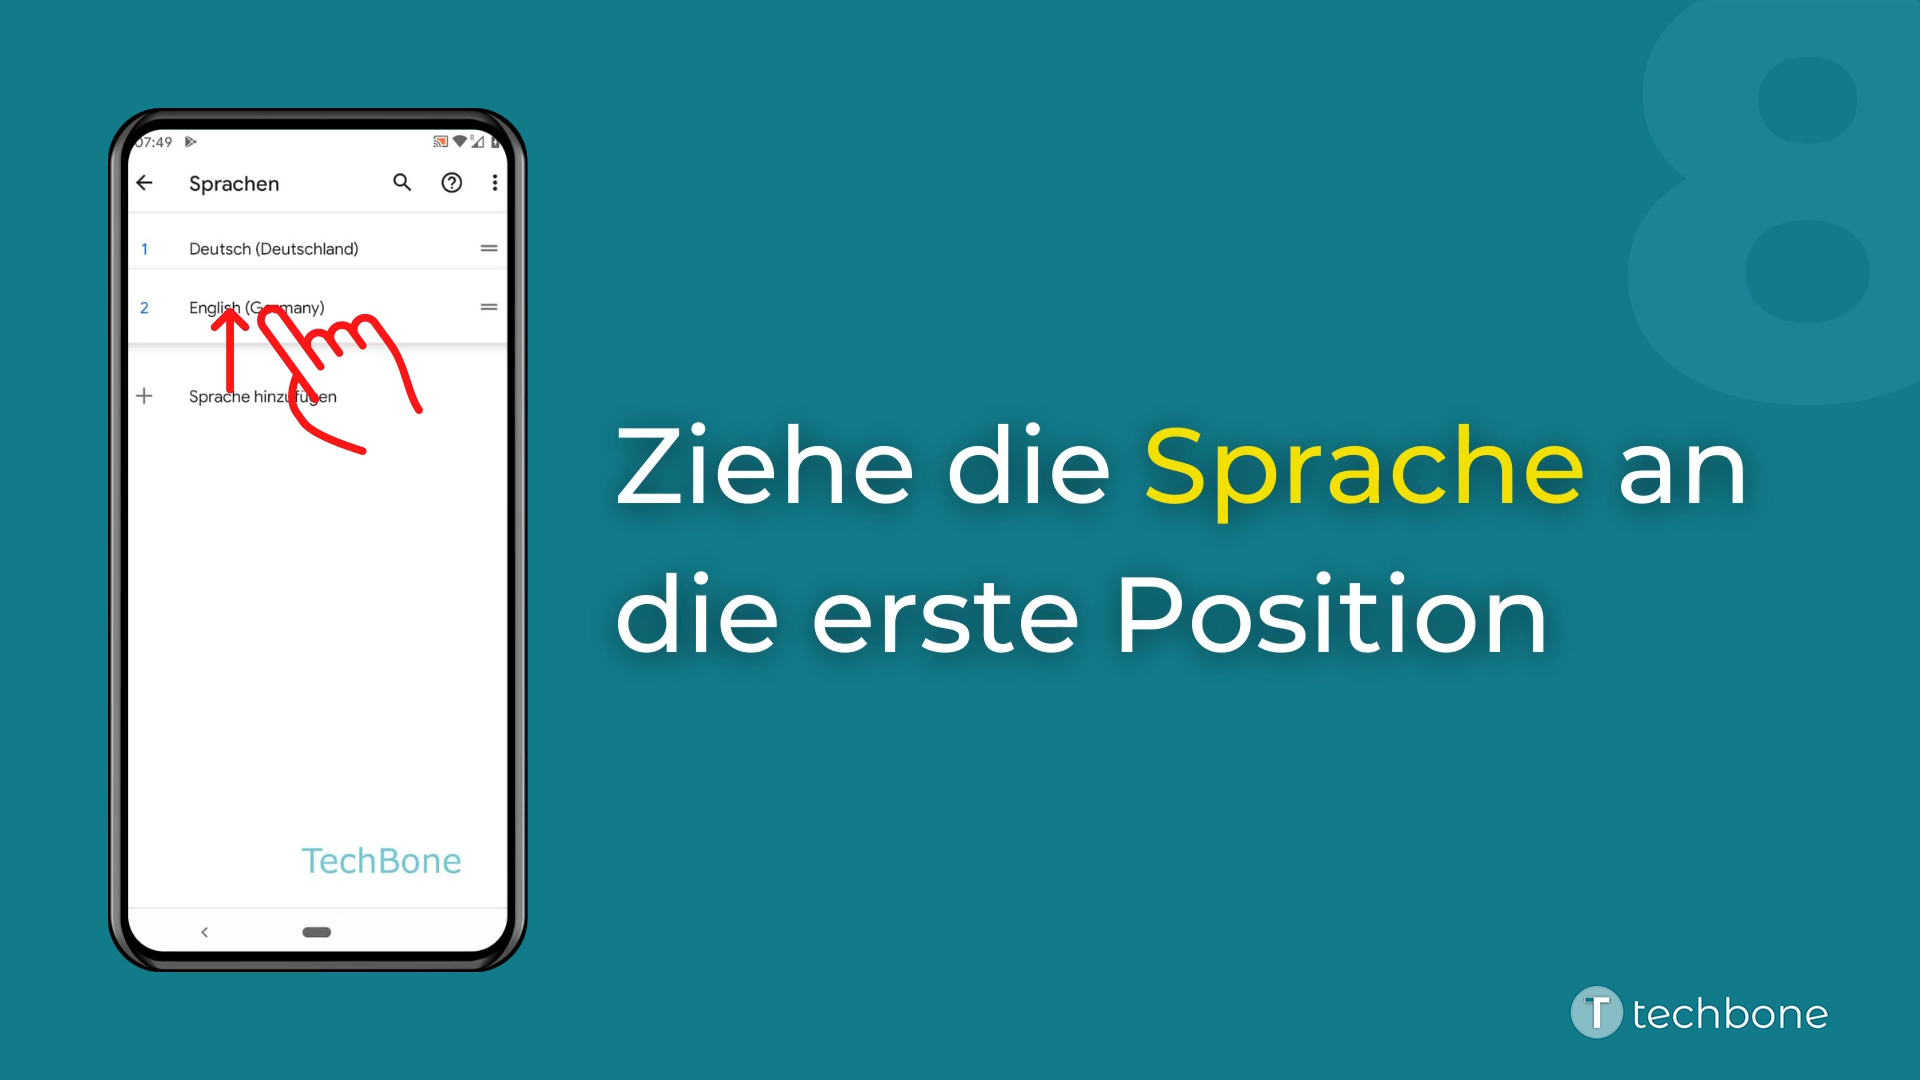 8
07:49
Sprachen
1 Deutsch (Deutschland)
2 English (Germany)
Sprache hinzufügen
Ziehe die Sprache an
die erste Position
TechBone
T techbone